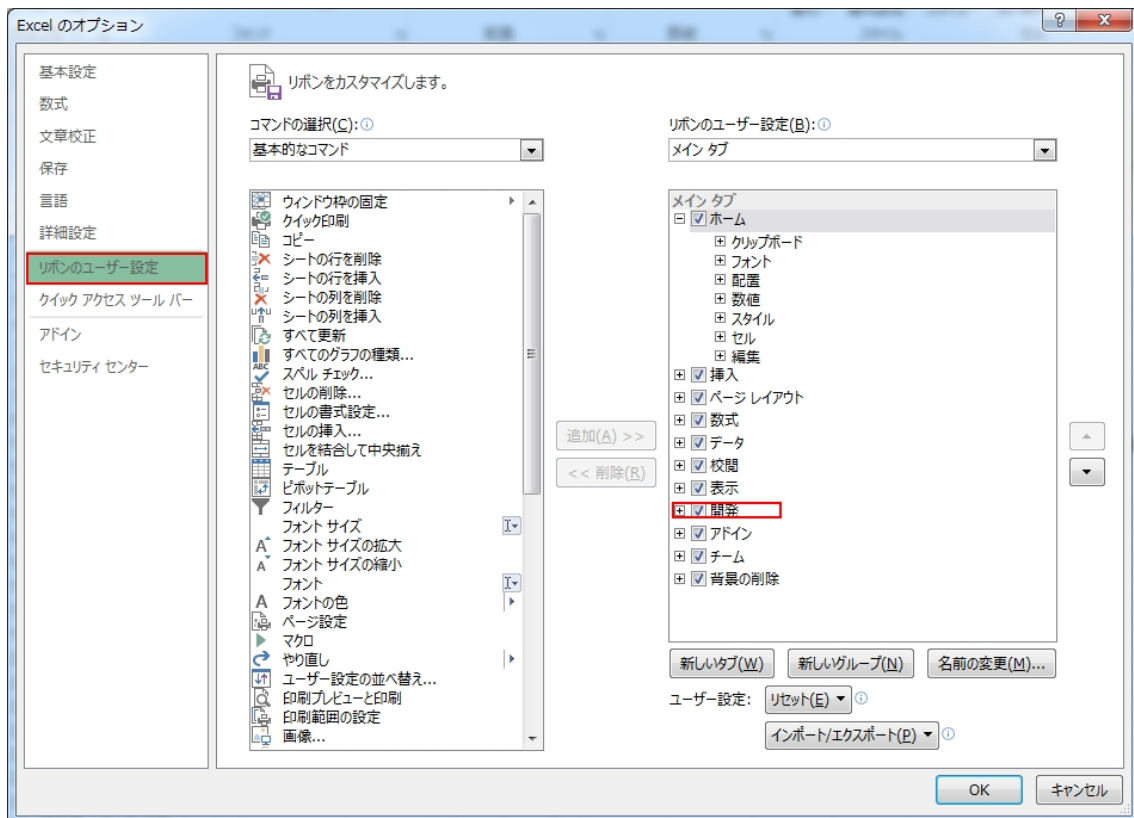 Excel のオプション
基本設定
数式
文章校正
保存
言語
詳細設定
リボンのユーザー設定
クイック アクセス ツール バー
アドイン
セキュリティ センター
リボンをカスタマイズします。
コマンドの選択(C):
基本的なコマンド
ウィンドウ枠の固定
クイック印刷
コピー
シートの行を削除
シートの行を挿入
シートの列を削除
シートの列を挿入
すべて更新
すべてのグラフの種類...
スペル チェック...
セルの削除...
セルの書式設定...
セルの挿入...
セルを結合して中央揃え
テーブル
ピボットテーブル
フィルター
フォント サイズ
フォント サイズの拡大
フォント サイズの縮小
フォント
フォントの色
ページ設定
マクロ
やり直し
ユーザー設定の並べ替え...
印刷プレビューと印刷
印刷範囲の設定
画像...
追加(A) >>
<< 削除(R)
リボンのユーザー設定(B):
メイン タブ
メイン タブ
ホーム
クリップボード
フォント
配置
数値
スタイル
セル
編集
挿入
ページ レイアウト
数式
データ
校閲
表示
開発
アドイン
チーム
背景の削除
新しいタブ(W) 新しいグループ(N) 名前の変更(M)...
ユーザー設定: リセット(E)
インポート/エクスポート(P)
OK キャンセル